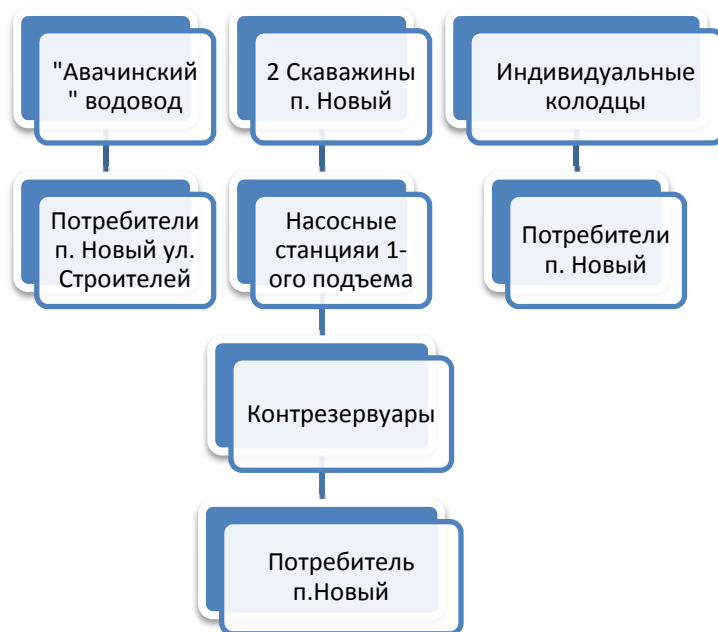 "Авачинский
" водовод
2 Скаважины
п. Новый
Индивидуальные
колодцы
Потребители
п. Новый ул.
Строителей
Насосные
станцияи 1-
ого подъема
Потребители
п. Новый
Контрезервуары
Потребитель
п.Новый